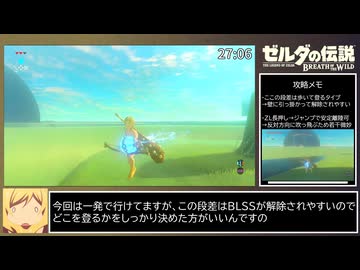 27:06
ゼルダの伝説
THE LEGEND OF ZELDA
BREATH OF THE WILD
攻略メモ
・ここの段差は歩いて登るタイプ
→壁に引っ掛かって解除されやすい
・ZL長押し→ジャンプで安定離陸可
→反対方向に吹っ飛ぶため若干微妙
今回は一発で行けてますが、この段差はBLSSが解除されやすいので
どこを登るかをしっかり決めた方がいいんですの